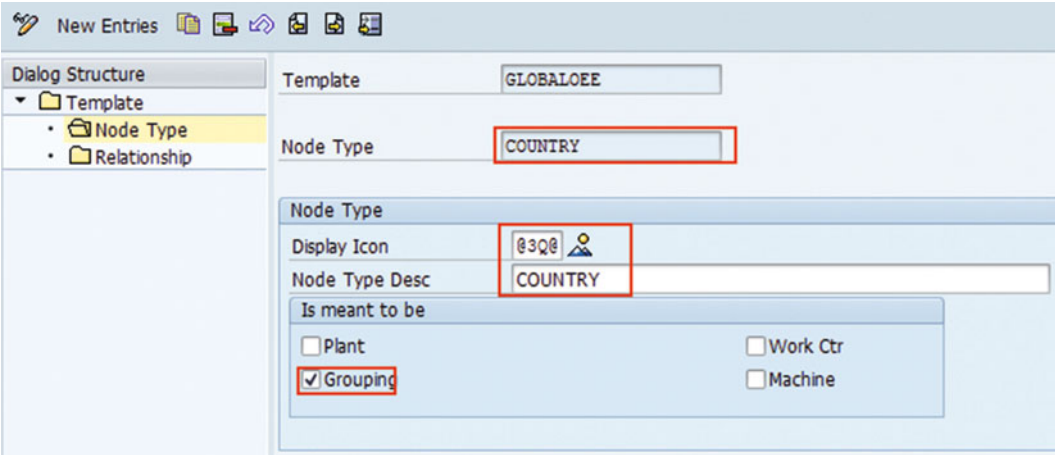 New Entries
Dialog Structure
Template
Node Type
Relationship
Template GLOBALOEE
Node Type COUNTRY
Node Type
Display Icon @3Q@
Node Type Desc COUNTRY
Is meant to be
Plant Work Ctr
Grouping Machine